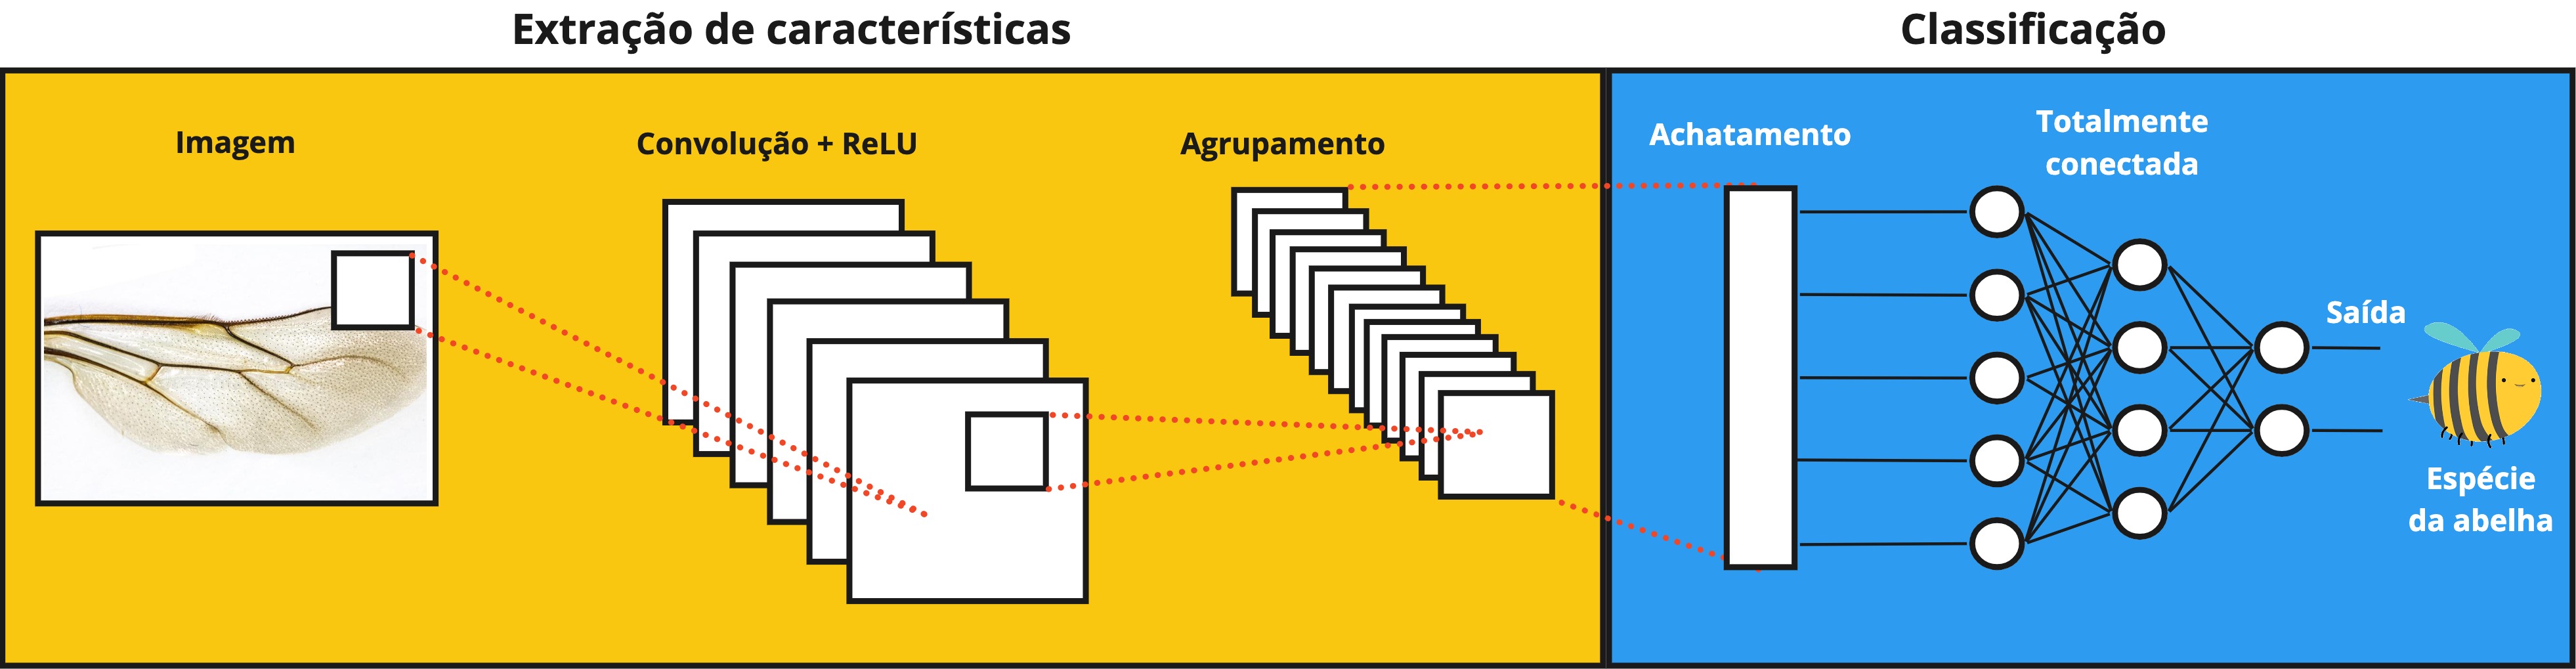 Extração de características
Classificação
Imagem
Convolução + ReLU
Agrupamento
Achatamento
Totalmente
conectada
Saída
Espécie
da abelha